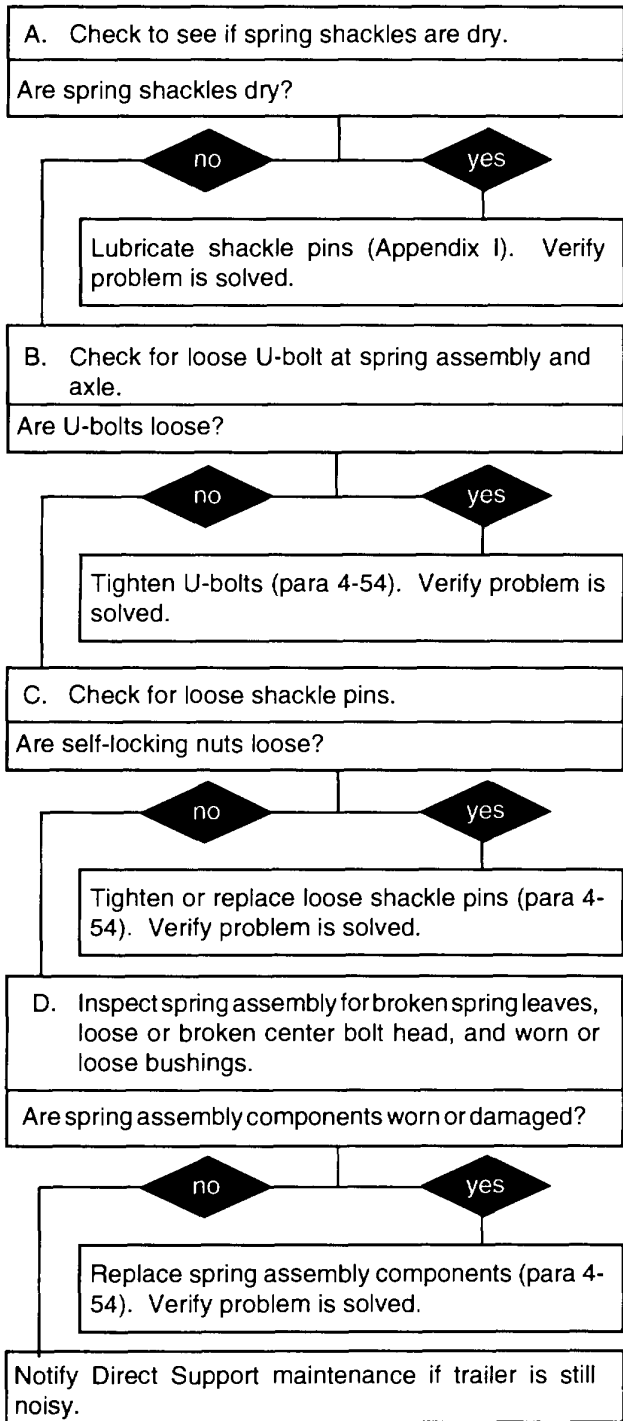 A. Check to see if spring shackles are dry.
Are spring shackles dry?
no yes
Lubricate shackle pins (Appendix I). Verify
problem is solved.
B. Check for loose U-bolt at spring assembly and
axle.
Are U-bolts loose?
no yes
Tighten U-bolts (para 4-54). Verify problem is
solved.
C. Check for loose shackle pins.
Are self-locking nuts loose?
no yes
Tighten or replace loose shackle pins (para 4-
54). Verify problem is solved.
D. Inspect spring assembly for broken spring leaves,
loose or broken center bolt head, and worn or
loose bushings.
Are spring assembly components worn or damaged?
no yes
Replace spring assembly components (para 4-
54). Verify problem is solved.
Notify Direct Support maintenance if trailer is still
noisy.